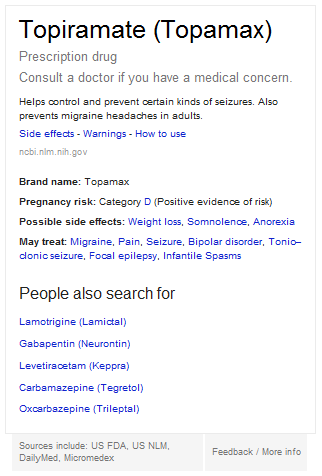 Topiramate (Topamax)
Prescription drug
Consult a doctor if you have a medical concern.
Helps control and prevent certain kinds of seizures. Also
prevents migraine headaches in adults.
Side effects - Warnings - How to use
ncbi.nlm.nih.gov
Brand name: Topamax
Pregnancy risk: Category D (Positive evidence of risk)
Possible side effects: Weight loss, Somnolence, Anorexia
May treat: Migraine, Pain, Seizure, Bipolar disorder, Tonic–
clonic seizure, Focal epilepsy, Infantile Spasms
People also search for
Lamotrigine (Lamictal)
Gabapentin (Neurontin)
Levetiracetam (Keppra)
Carbamazepine (Tegretol)
Oxcarbazepine (Trileptal)
Sources include: US FDA, US NLM,
DailyMed, Micromedex
Feedback / More info